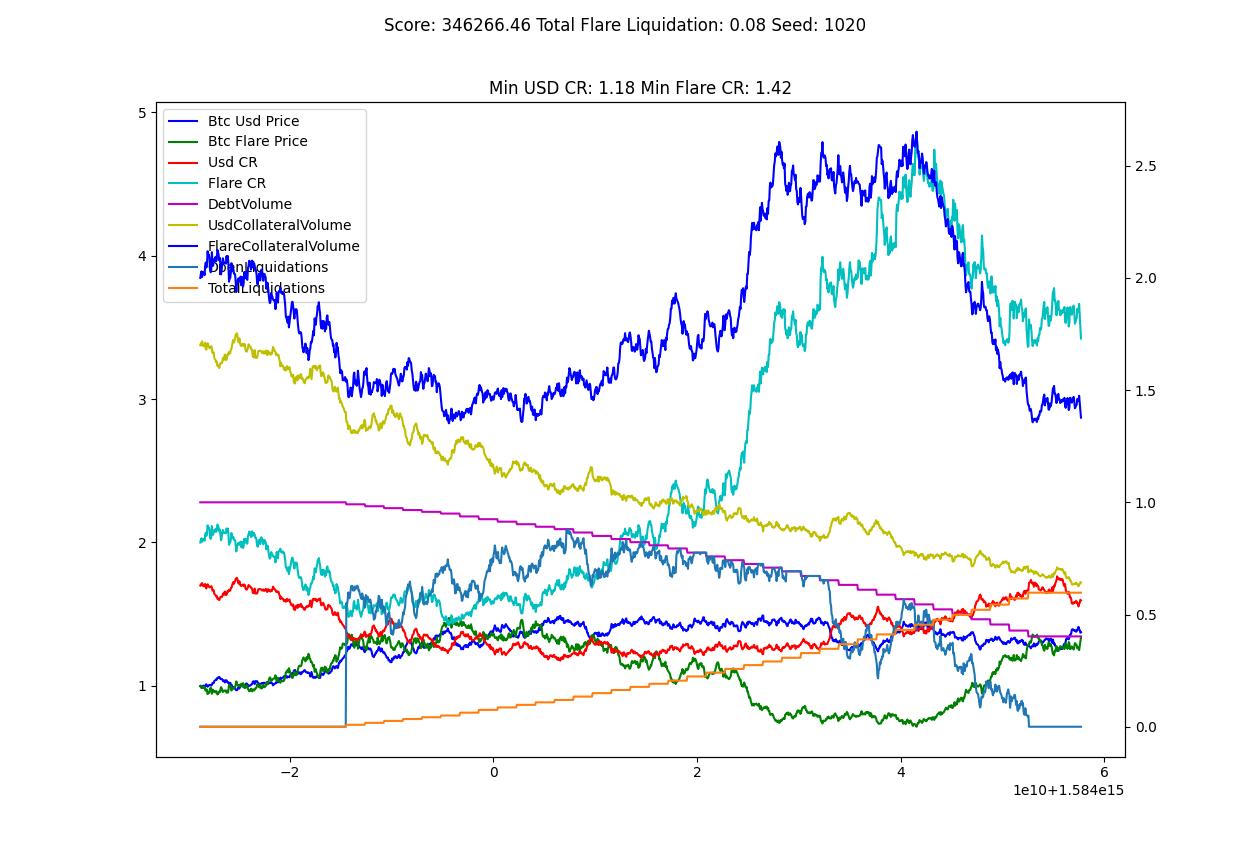 Score: 346266.46 Total Flare Liquidation: 0.08 Seed: 1020
Min USD CR: 1.18 Min Flare CR: 1.42
Btc Usd Price
Btc Flare Price
Usd CR
Flare CR
DebtVolume
UsdCollateralVolume
FlareCollateralVolume
OpenLiquidations
TotalLiquidations
5
4
3
2
1
2.5
2.0
1.5
1.0
0.5
0.0
−2
0
2
4
6
1e10+1.584e15